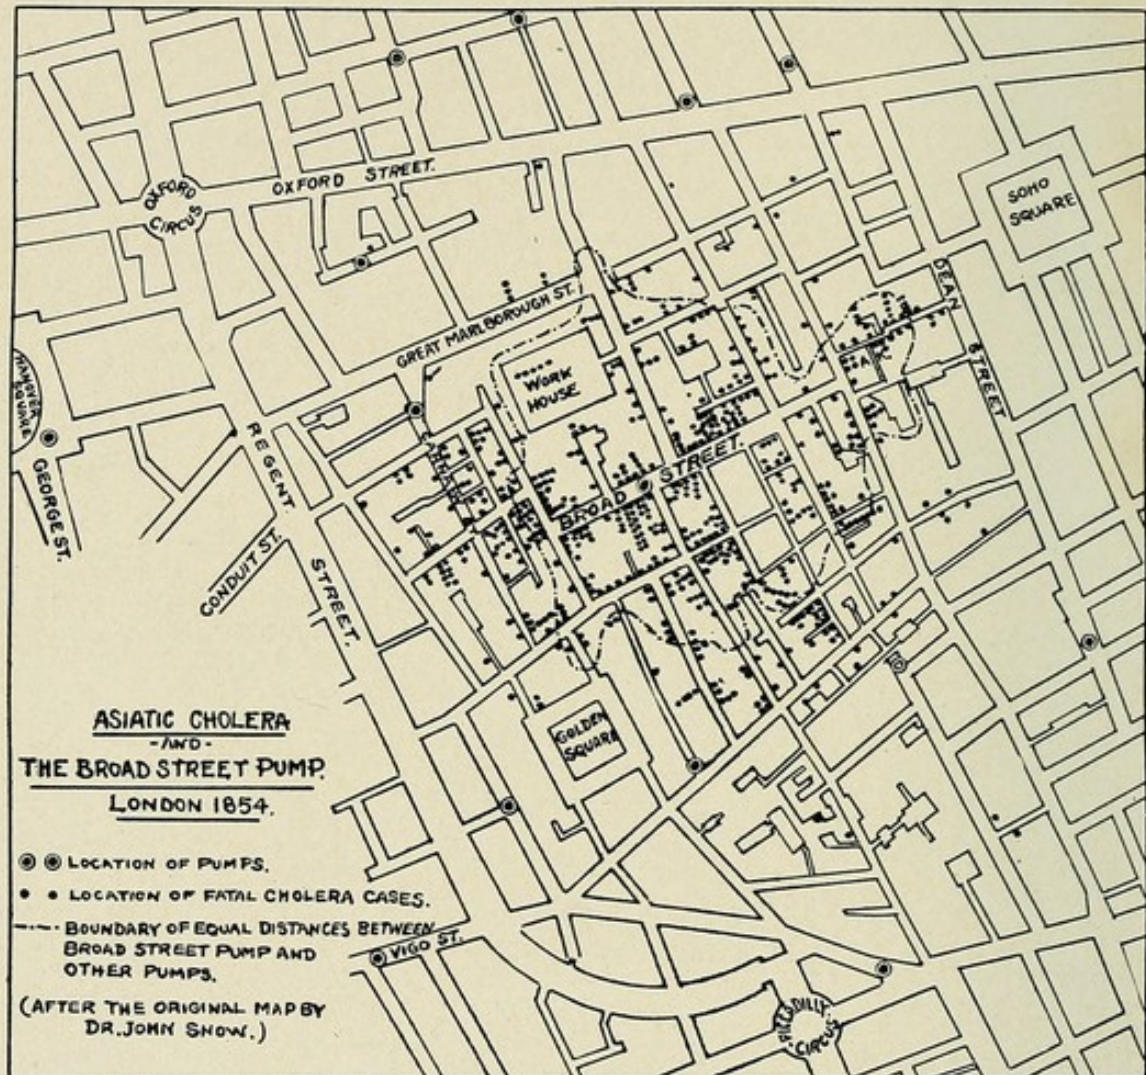 OXFORD STREET.
OXFORD
CIRCUS
SOHO
SQUARE
DEAN
STREET
GREAT MARLBOROUGH ST.
WORK
HOUSE
A
HANOVER
SQUARE
GEORGE ST.
REGENT
STREET.
CONDUIT ST.
BROAD STREET.
GOLDEN
SQUARE
ASIATIC CHOLERA
-AND-
THE BROAD STREET PUMP.
LONDON 1854.
LOCATION OF PUMPS.
LOCATION OF FATAL CHOLERA CASES.
BOUNDARY OF EQUAL DISTANCES BETWEEN
BROAD STREET PUMP AND
OTHER PUMPS.
(AFTER THE ORIGINAL MAP BY
DR. JOHN SNOW.)
VIGO ST.
PICCADILLY
CIRCUS